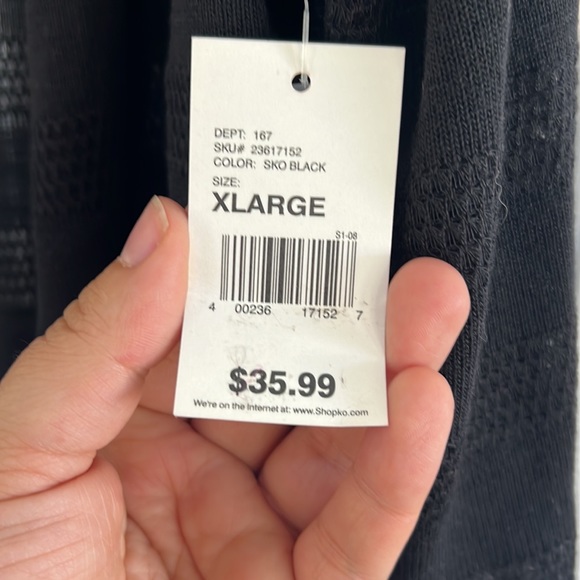 DEPT: 167
SKU# 23617152
COLOR: SKO BLACK
SIZE:
XLARGE
S1-08
4 00236 17152 7
$35.99
We're on the Internet at: www.Shopko.com